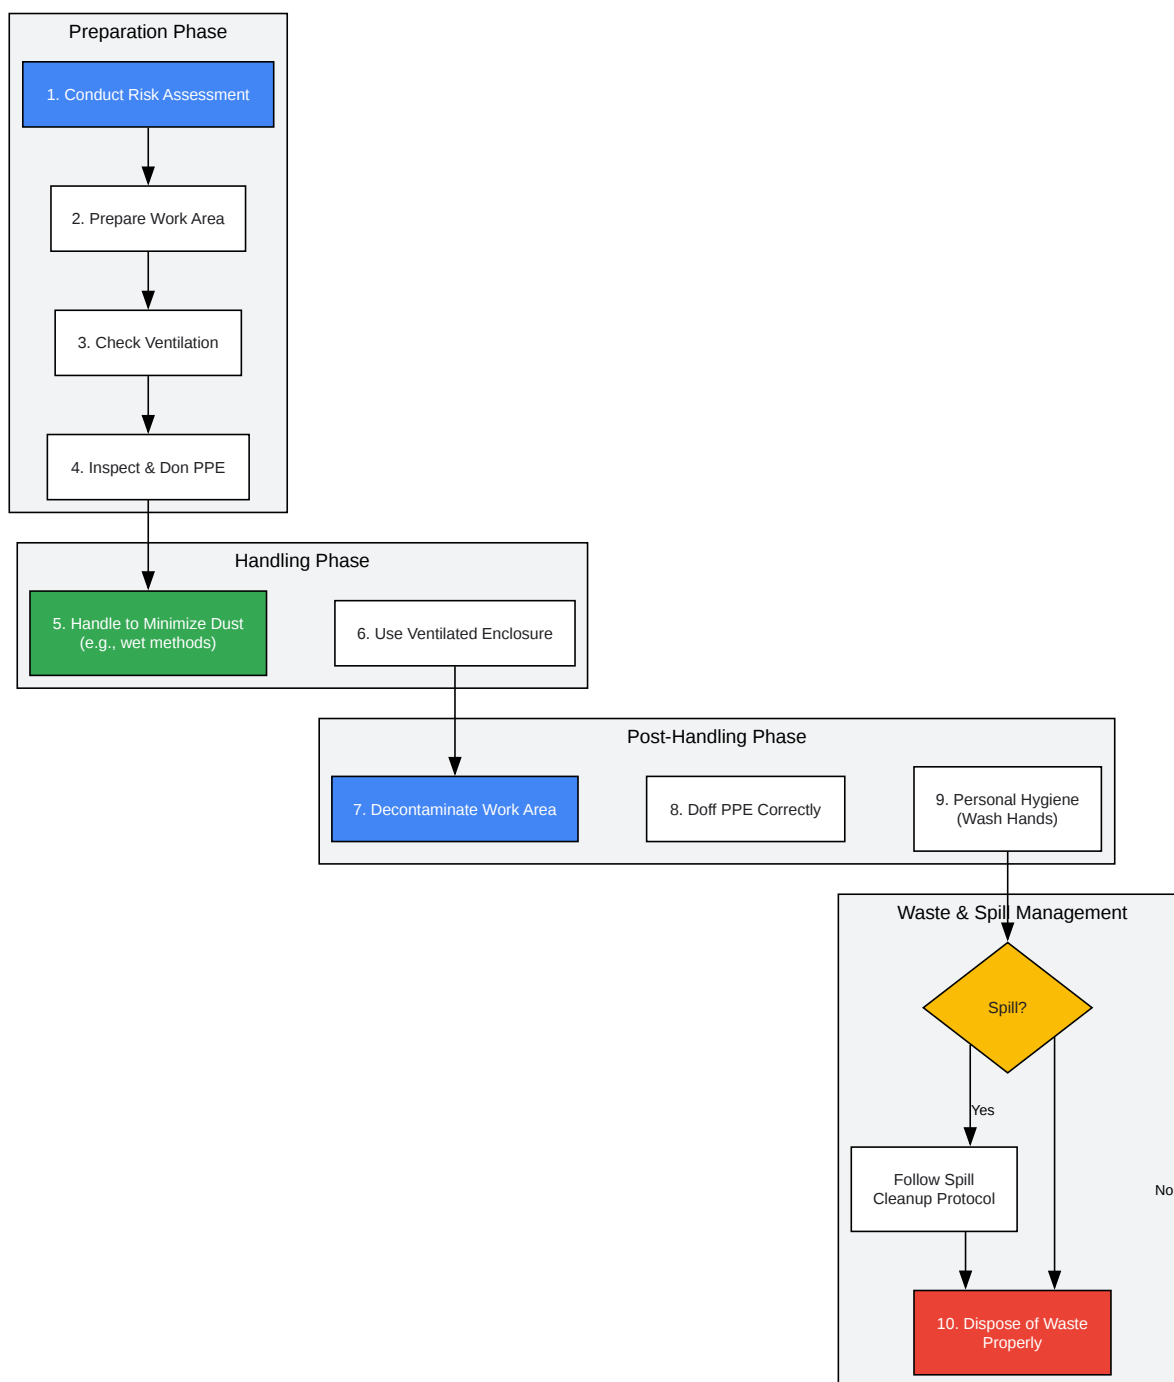 Preparation Phase
1. Conduct Risk Assessment
2. Prepare Work Area
3. Check Ventilation
4. Inspect & Don PPE
Handling Phase
5. Handle to Minimize Dust
(e.g., wet methods)
6. Use Ventilated Enclosure
Post-Handling Phase
7. Decontaminate Work Area
8. Doff PPE Correctly
9. Personal Hygiene
(Wash Hands)
Waste & Spill Management
Spill?
Yes
Follow Spill
Cleanup Protocol
No
10. Dispose of Waste
Properly